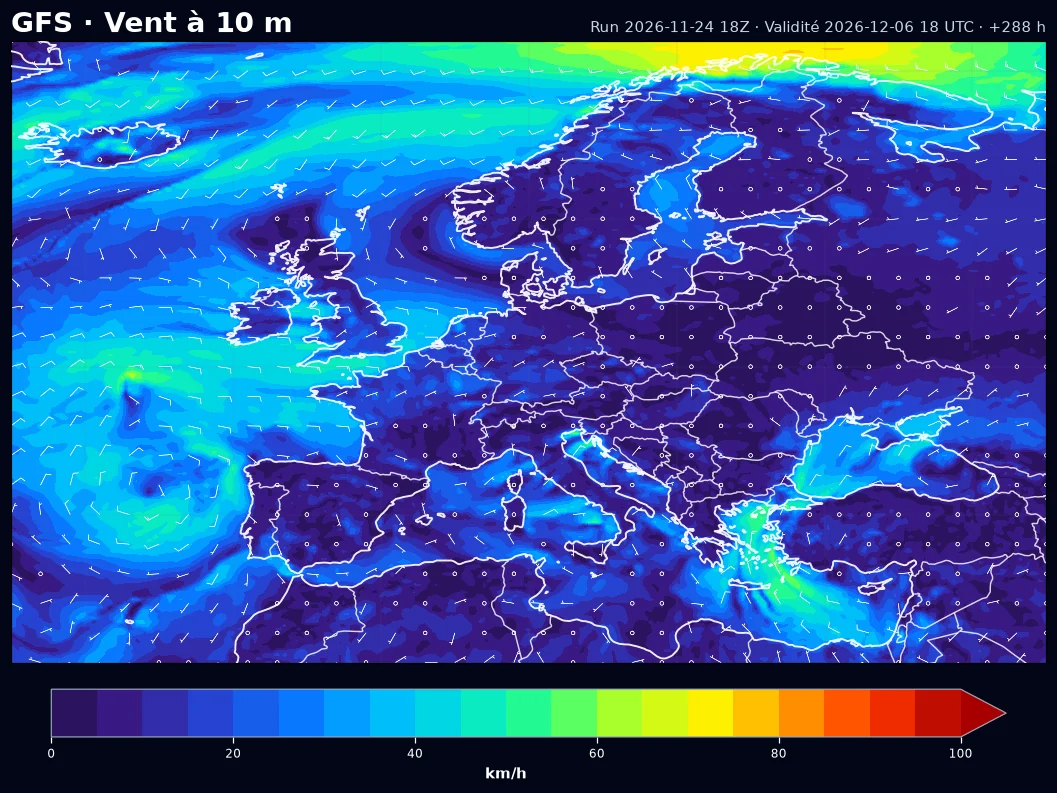 GFS · Vent à 10 m
Run 2026-11-24 18Z · Validité 2026-12-06 18 UTC · +288 h
0 20 40 60 80 100
km/h